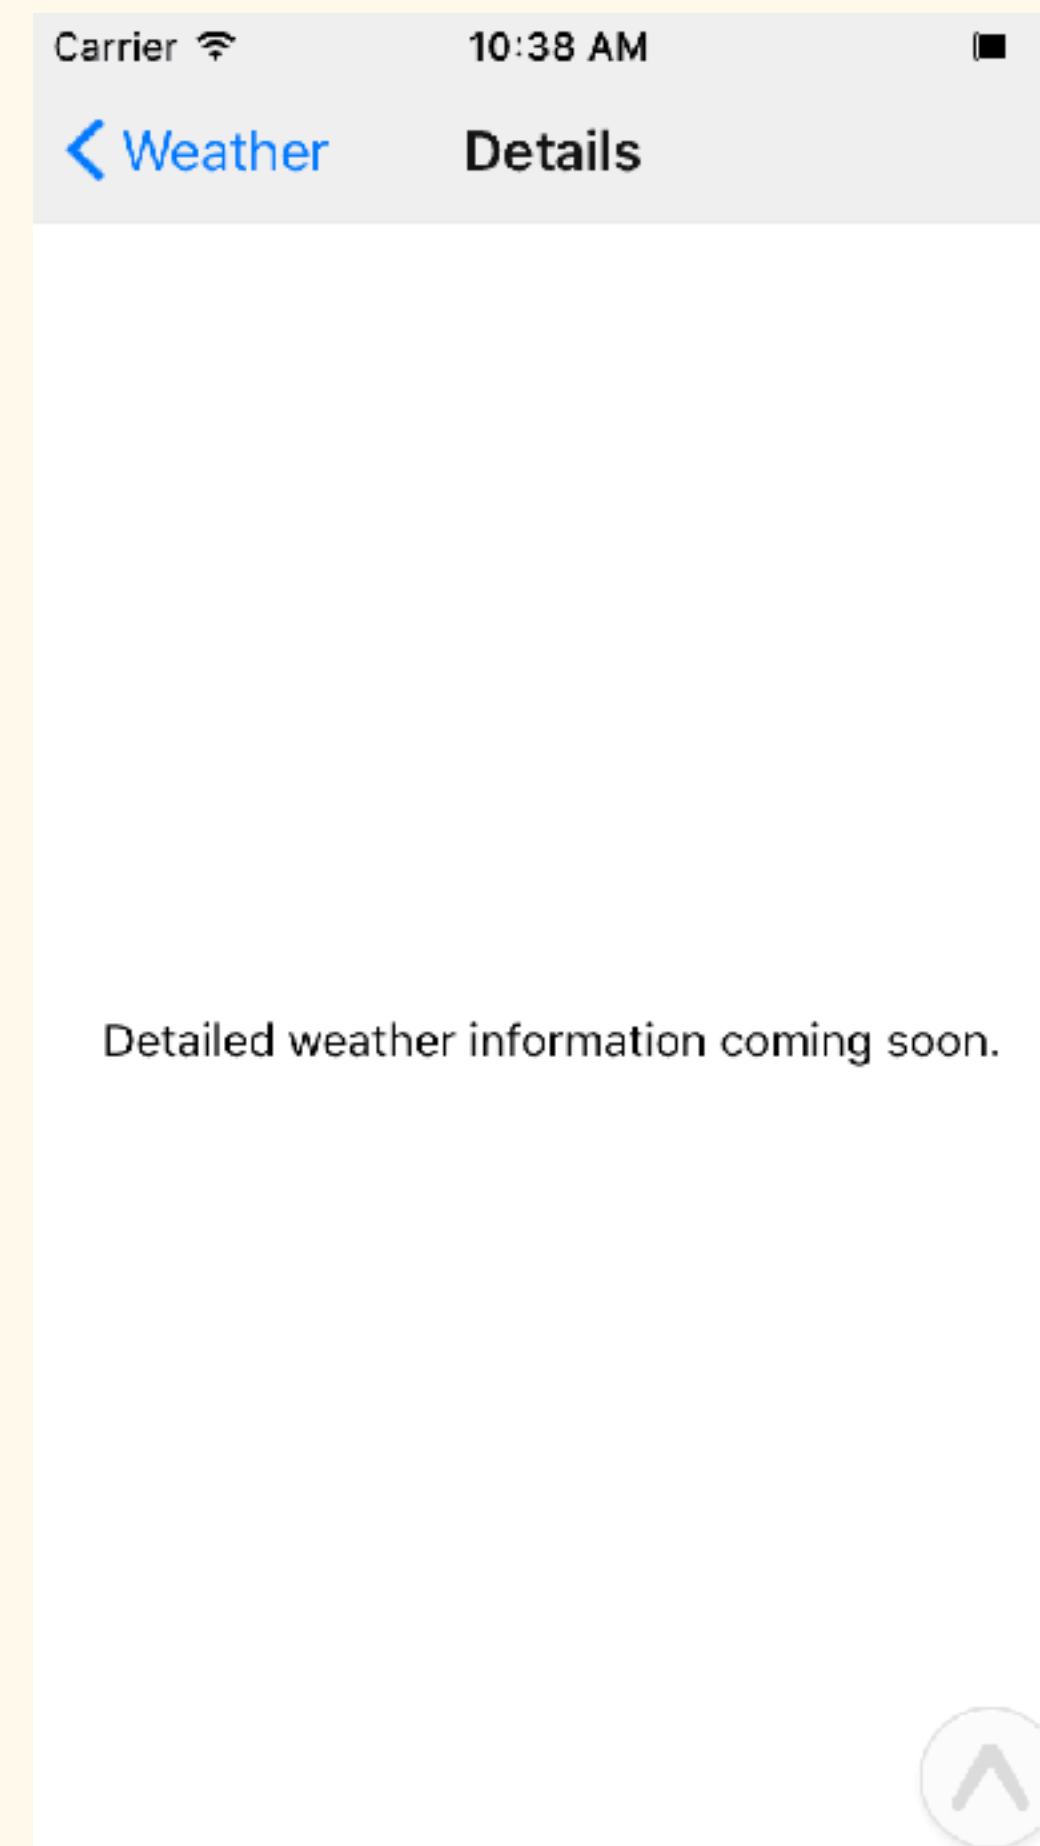 Carrier 10:38 AM
Weather Details
Detailed weather information coming soon.